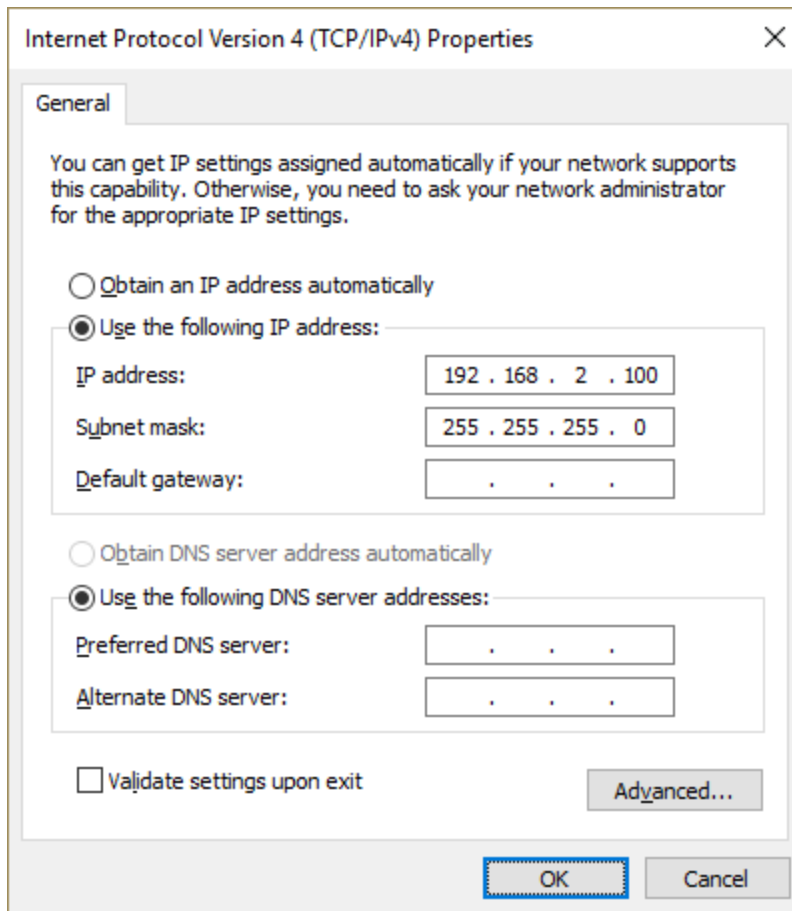 Internet Protocol Version 4 (TCP/IPv4) Properties
General
You can get IP settings assigned automatically if your network supports
this capability. Otherwise, you need to ask your network administrator
for the appropriate IP settings.
Obtain an IP address automatically
Use the following IP address:
IP address: 192 . 168 . 2 . 100
Subnet mask: 255 . 255 . 255 . 0
Default gateway: . . .
Obtain DNS server address automatically
Use the following DNS server addresses:
Preferred DNS server: . . .
Alternate DNS server: . . .
Validate settings upon exit
Advanced...
OK Cancel